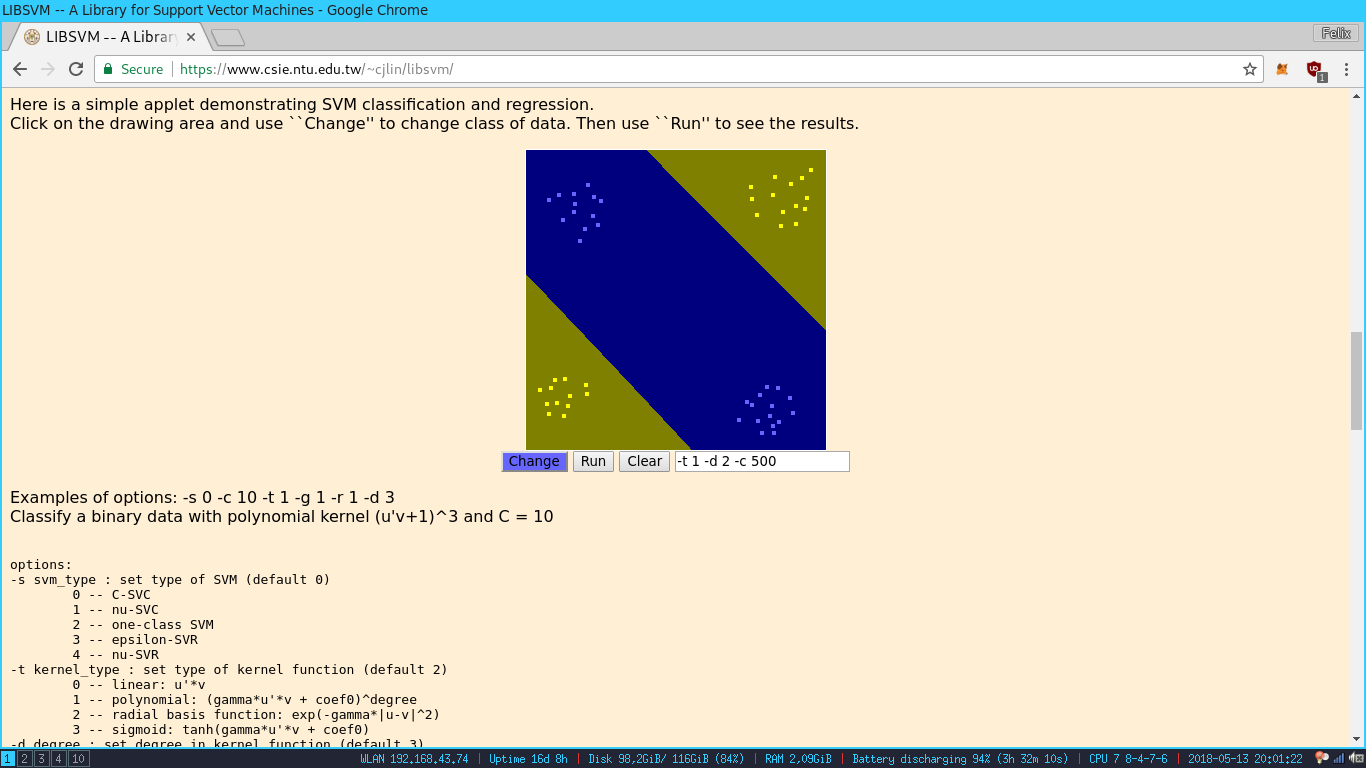 LIBSVM -- A Library for Support Vector Machines - Google Chrome
LIBSVM -- A Librar
Felix
Secure
https://www.csie.ntu.edu.tw/~cjlin/libsvm/
1
Here is a simple applet demonstrating SVM classification and regression.
Click on the drawing area and use ``Change'' to change class of data. Then use ``Run'' to see the results.
Change Run Clear -t 1 -d 2 -c 500
Examples of options: -s 0 -c 10 -t 1 -g 1 -r 1 -d 3
Classify a binary data with polynomial kernel (u'v+1)^3 and C = 10
options:
-s svm_type : set type of SVM (default 0)
0 -- C-SVC
1 -- nu-SVC
2 -- one-class SVM
3 -- epsilon-SVR
4 -- nu-SVR
-t kernel_type : set type of kernel function (default 2)
0 -- linear: u'*v
1 -- polynomial: (gamma*u'*v + coef0)^degree
2 -- radial basis function: exp(-gamma*|u-v|^2)
3 -- sigmoid: tanh(gamma*u'*v + coef0)
-d degree : set degree in kernel function (default 3)
1 2 3 4 10 WLAN 192.168.43.74 | Uptime 16d 8h | Disk 98,2GiB/ 116GiB (84%) | RAM 2,09GiB | Battery discharging 94% (3h 32m 10s) | CPU 7 8-4-7-6 | 2018-05-13 20:01:22